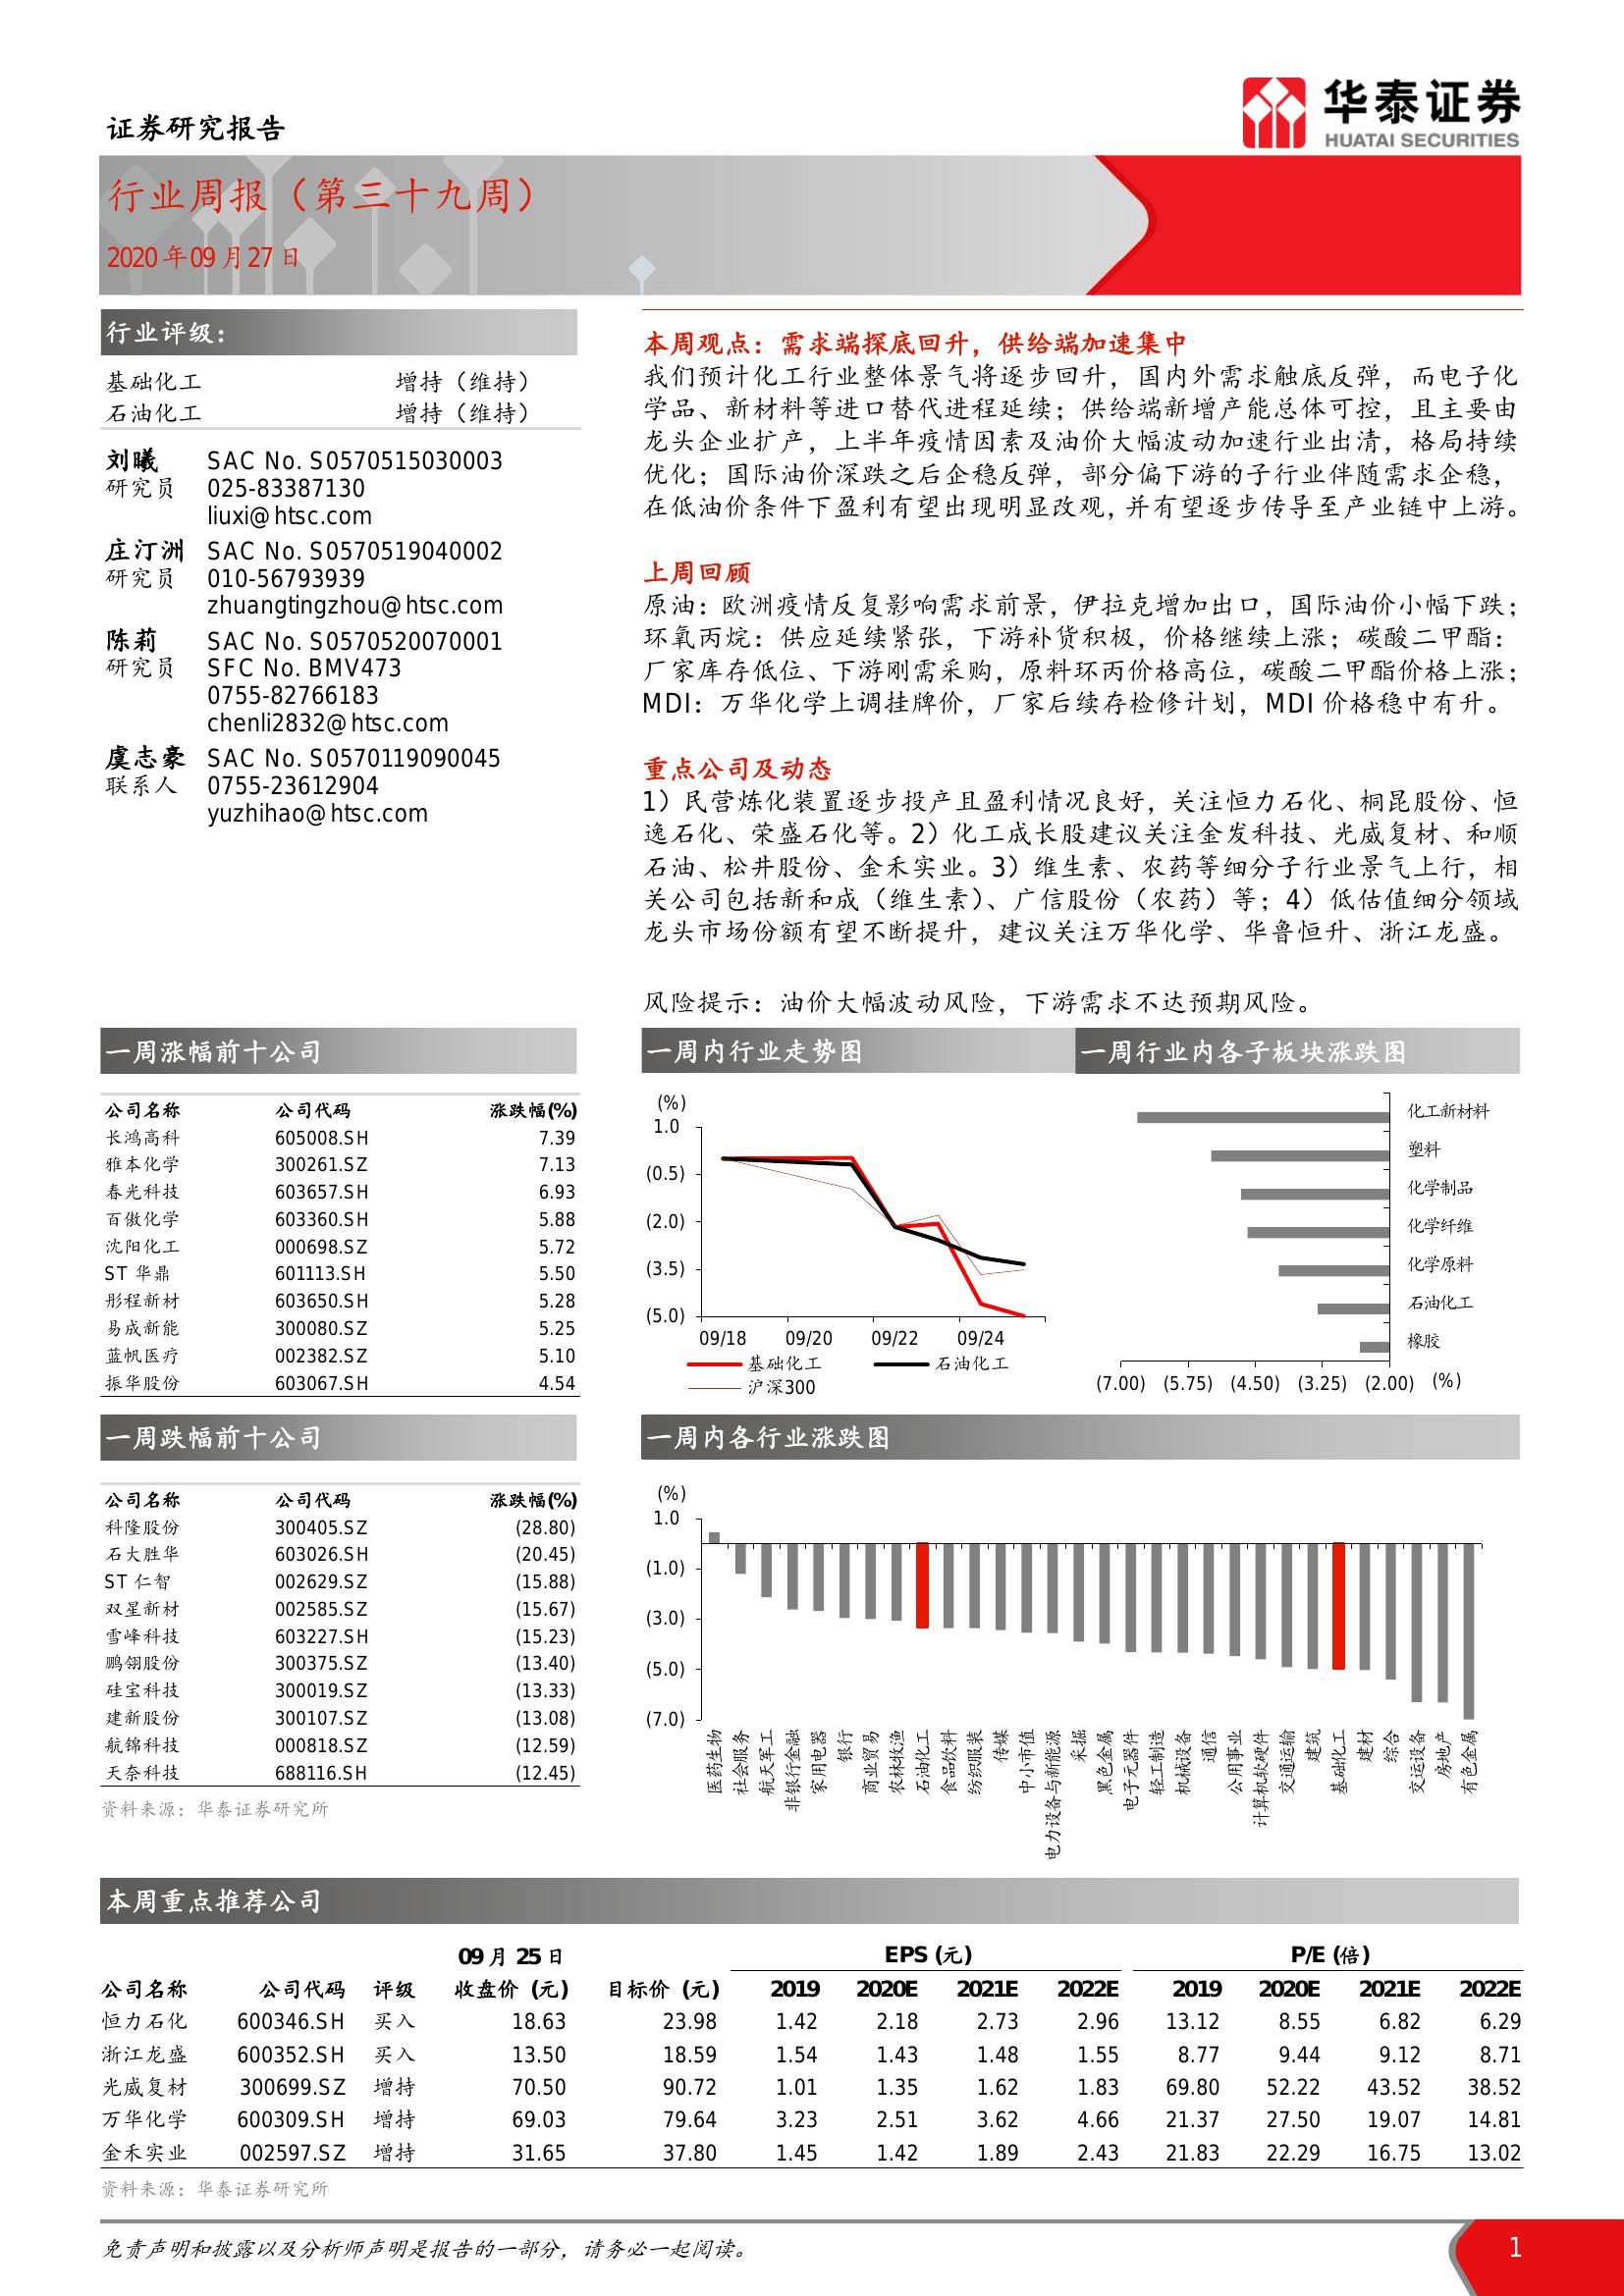 华泰证券
HUATAI SECURITIES
证券研究报告
行业周报（第三十九周）
2020年09月27日
行业评级：
基础化工 增持（维持）
石油化工 增持（维持）
刘曦 SAC No. S0570515030003
研究员 025-83387130
liuxi@htsc.com
庄汀洲 SAC No. S0570519040002
研究员 010-56793939
zhuangtingzhou@htsc.com
陈莉 SAC No. S0570520070001
研究员 SFC No. BMV473
0755-82766183
chenli2832@htsc.com
虞志豪 SAC No. S0570119090045
联系人 0755-23612904
yuzhihao@htsc.com
本周观点：需求端探底回升，供给端加速集中
我们预计化工行业整体景气将逐步回升，国内外需求触底反弹，而电子化
学品、新材料等进口替代进程延续；供给端新增产能总体可控，且主要由
龙头企业扩产，上半年疫情因素及油价大幅波动加速行业出清，格局持续
优化；国际油价深跌之后企稳反弹，部分偏下游的子行业伴随需求企稳，
在低油价条件下盈利有望出现明显改观，并有望逐步传导至产业链中上游。
上周回顾
原油：欧洲疫情反复影响需求前景，伊拉克增加出口，国际油价小幅下跌；
环氧丙烷：供应延续紧张，下游补货积极，价格继续上涨；碳酸二甲酯：
厂家库存低位、下游刚需采购，原料环丙价格高位，碳酸二甲酯价格上涨；
MDI：万华化学上调挂牌价，厂家后续存检修计划，MDI 价格稳中有升。
重点公司及动态
1）民营炼化装置逐步投产且盈利情况良好，关注恒力石化、桐昆股份、恒
逸石化、荣盛石化等。2）化工成长股建议关注金发科技、光威复材、和顺
石油、松井股份、金禾实业。3）维生素、农药等细分子行业景气上行，相
关公司包括新和成（维生素）、广信股份（农药）等；4）低估值细分领域
龙头市场份额有望不断提升，建议关注万华化学、华鲁恒升、浙江龙盛。
风险提示：油价大幅波动风险，下游需求不达预期风险。
一周涨幅前十公司
公司名称 公司代码 涨跌幅(%)
长鸿高科 605008.SH 7.39
雅本化学 300261.SZ 7.13
春光科技 603657.SH 6.93
百傲化学 603360.SH 5.88
沈阳化工 000698.SZ 5.72
ST 华鼎 601113.SH 5.50
彤程新材 603650.SH 5.28
易成新能 300080.SZ 5.25
蓝帆医疗 002382.SZ 5.10
振华股份 603067.SH 4.54
一周内行业走势图
(%)
1.0
(0.5)
(2.0)
(3.5)
(5.0)
09/18 09/20 09/22 09/24
基础化工 石油化工
沪深300
一周行业内各子板块涨跌图
化工新材料
塑料
化学制品
化学纤维
化学原料
石油化工
橡胶
(7.00) (5.75) (4.50) (3.25) (2.00) (%)
一周跌幅前十公司
公司名称 公司代码 涨跌幅(%)
科隆股份 300405.SZ (28.80)
石大胜华 603026.SH (20.45)
ST 仁智 002629.SZ (15.88)
双星新材 002585.SZ (15.67)
雪峰科技 603227.SH (15.23)
鹏翎股份 300375.SZ (13.40)
硅宝科技 300019.SZ (13.33)
建新股份 300107.SZ (13.08)
航锦科技 000818.SZ (12.59)
天奈科技 688116.SH (12.45)
资料来源：华泰证券研究所
一周内各行业涨跌图
(%)
1.0
(1.0)
(3.0)
(5.0)
(7.0)
医药生物
社会服务
航天军工
非银行金融
家用电器
银行
商业贸易
农林牧渔
石油化工
食品饮料
纺织服装
传媒
中小市值
电力设备与新能源
采掘
黑色金属
电子元器件
轻工制造
机械设备
通信
公用事业
计算机软硬件
交通运输
建筑
基础化工
建材
综合
交运设备
房地产
有色金属
本周重点推荐公司
09月 25日 EPS (元) P/E (倍)
公司名称 公司代码 评级 收盘价 (元) 目标价 (元) 2019 2020E 2021E 2022E 2019 2020E 2021E 2022E
恒力石化 600346.SH 买入 18.63 23.98 1.42 2.18 2.73 2.96 13.12 8.55 6.82 6.29
浙江龙盛 600352.SH 买入 13.50 18.59 1.54 1.43 1.48 1.55 8.77 9.44 9.12 8.71
光威复材 300699.SZ 增持 70.50 90.72 1.01 1.35 1.62 1.83 69.80 52.22 43.52 38.52
万华化学 600309.SH 增持 69.03 79.64 3.23 2.51 3.62 4.66 21.37 27.50 19.07 14.81
金禾实业 002597.SZ 增持 31.65 37.80 1.45 1.42 1.89 2.43 21.83 22.29 16.75 13.02
资料来源：华泰证券研究所
免责声明和披露以及分析师声明是报告的一部分，请务必一起阅读。 1